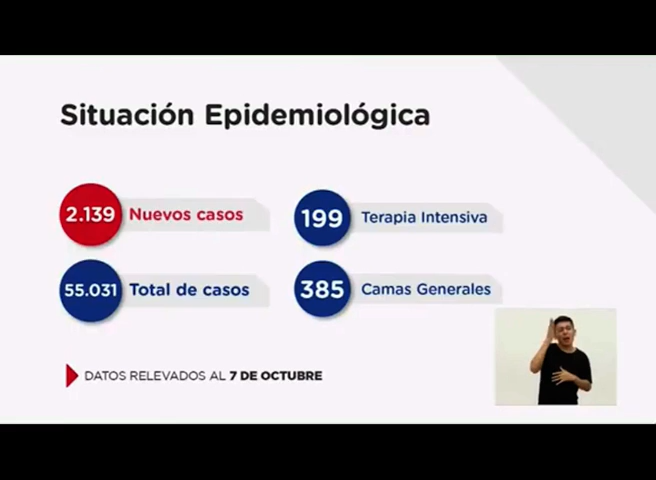 Situación Epidemiológica
2.139 Nuevos casos
199 Terapia Intensiva
55.031 Total de casos
385 Camas Generales
DATOS RELEVADOS AL 7 DE OCTUBRE